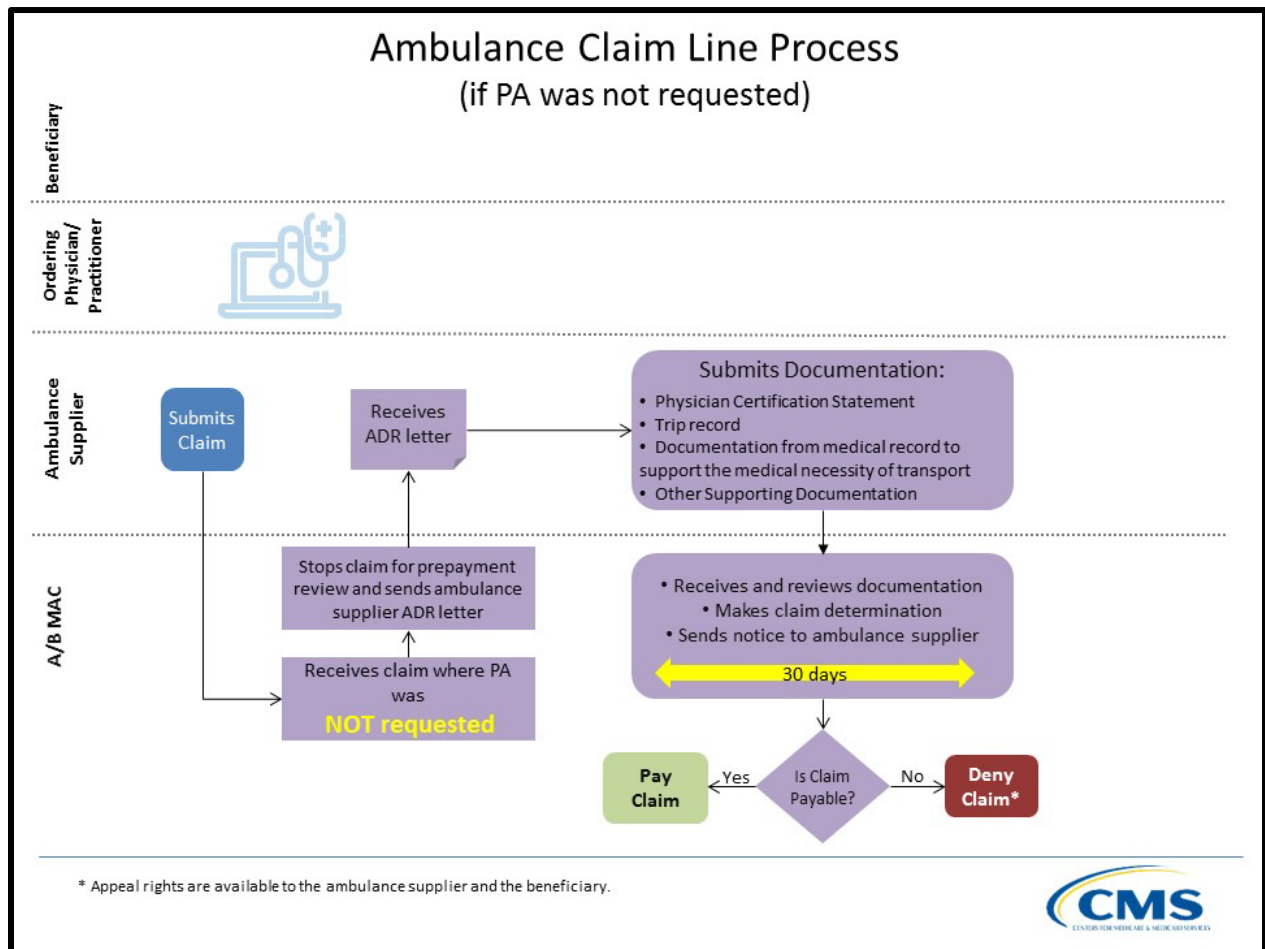 Ambulance Claim Line Process
(if PA was not requested)
Beneficiary
Ordering
Physician/
Practitioner
Ambulance
Supplier
Submits
Claim
Receives
ADR letter
Submits Documentation:
• Physician Certification Statement
• Trip record
• Documentation from medical record to
support the medical necessity of transport
• Other Supporting Documentation
A/B MAC
Stops claim for prepayment
review and sends ambulance
supplier ADR letter
Receives claim where PA
was
NOT requested
• Receives and reviews documentation
• Makes claim determination
• Sends notice to ambulance supplier
30 days
Is Claim
Payable?
Yes
Pay
Claim
No
Deny
Claim*
* Appeal rights are available to the ambulance supplier and the beneficiary.
CMS
CENTERS FOR MEDICARE & MEDICAID SERVICES